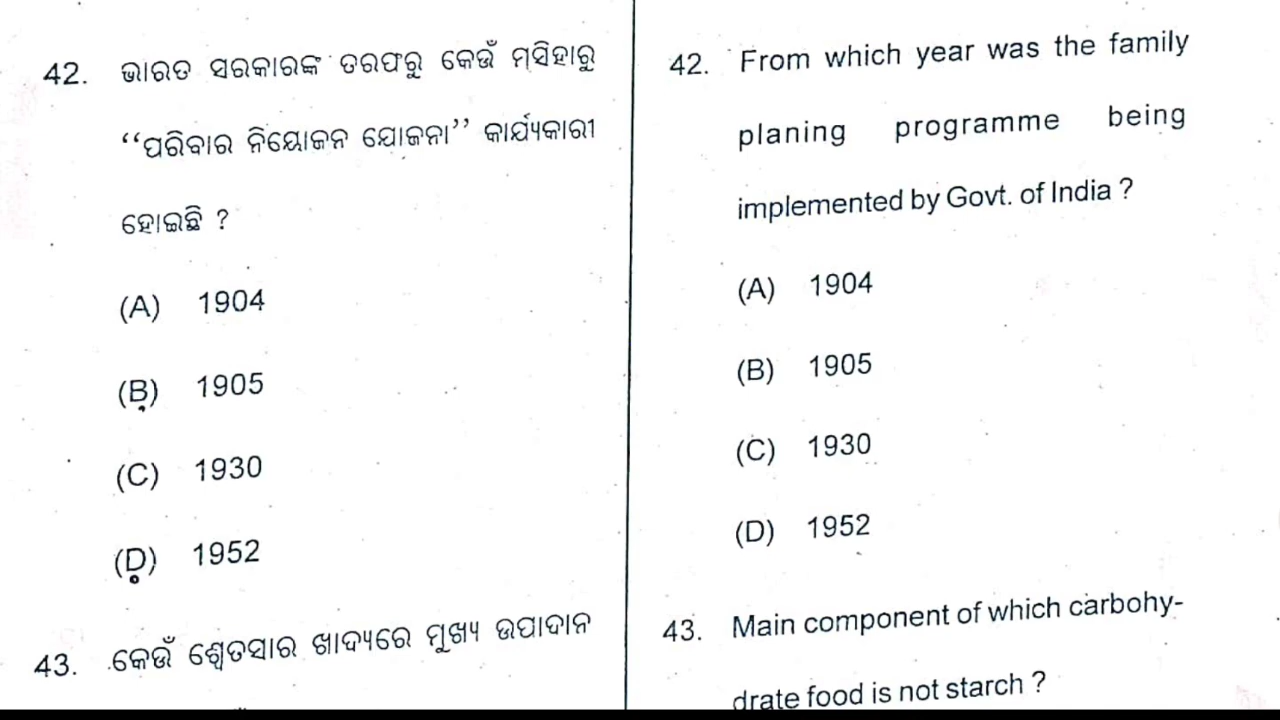 42. ଭାରତ ସରକାରଙ୍କ ତରଫରୁ କେଉଁ ମସିହାରୁ
‘‘ପରିବାର ନିୟୋଜନ ଯୋଜନା’’ କାର୍ଯ୍ୟକାରୀ
ହୋଇଛି ?
(A) 1904
(B) 1905
(C) 1930
(D) 1952
43. କେଉଁ ଶ୍ୱେତସାର ଖାଦ୍ୟରେ ମୁଖ୍ୟ ଉପାଦାନ
42. From which year was the family
planing programme being
implemented by Govt. of India ?
(A) 1904
(B) 1905
(C) 1930
(D) 1952
43. Main component of which carbohy-
drate food is not starch ?